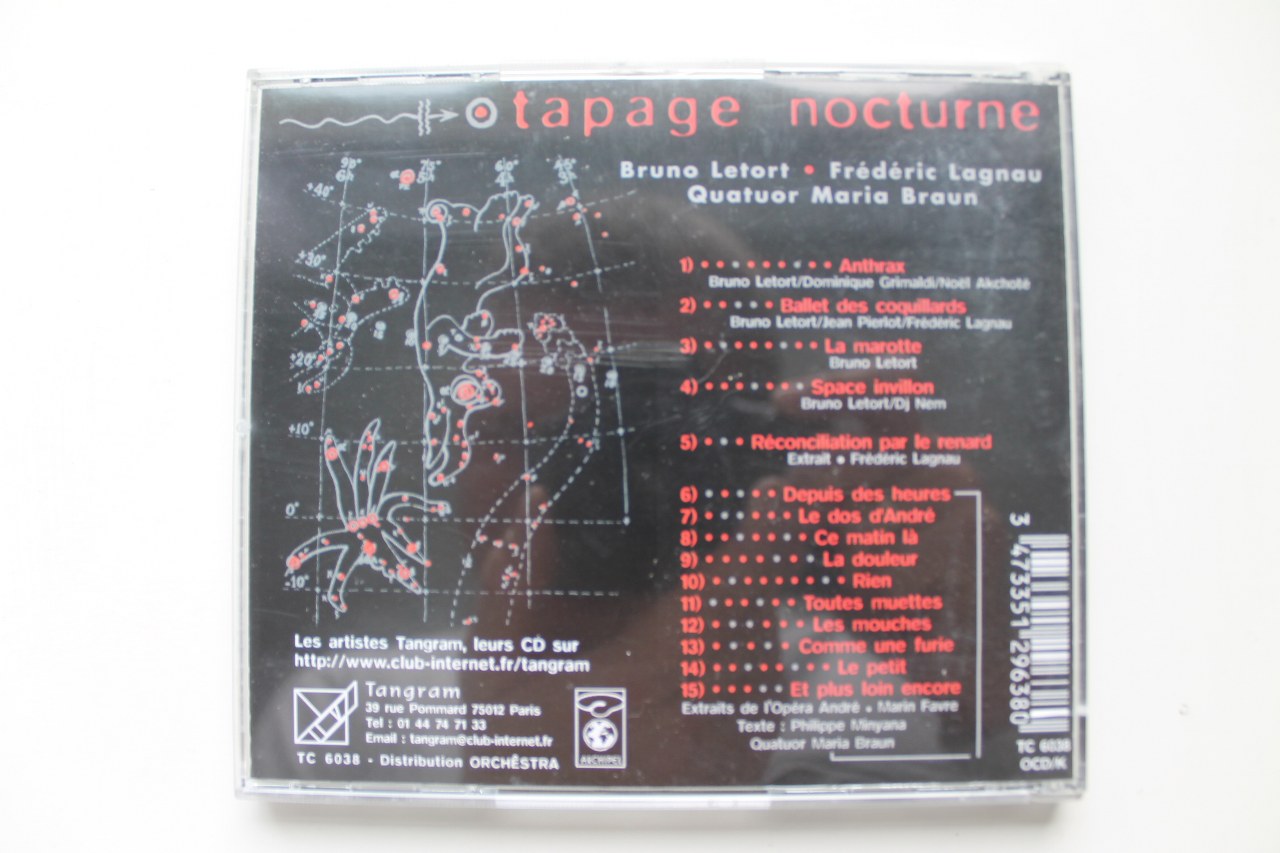 tapage nocturne
Bruno Letort • Frédéric Lagnau
Quatuor Maria Braun
1) • • • • • • • • • Anthrax
Bruno Letort/Dominique Grimaldi/Noël Akchoté
2) • • • • • Ballet des coquillards
Bruno Letort/Jean Pierlot/Frédéric Lagnau
3) • • • • • • • • La marotte
Bruno Letort
4) • • • • • • • Space invillon
Bruno Letort/Dj Nem
5) • • • Réconciliation par le renard
Extrait • Frédéric Lagnau
6) • • • • • Depuis des heures
7) • • • • • • Le dos d'André
8) • • • • • • • Ce matin là
9) • • • • • • • La douleur
10) • • • • • • • • • Rien
11) • • • • • • Toutes muettes
12) • • • • • • • Les mouches
13) • • • • • • Comme une furie
14) • • • • • • • • Le petit
15) • • • • • Et plus loin encore
Extraits de l'Opéra André • Marin Favre
Texte : Philippe Minyana
Quatuor Maria Braun
+40°
+30°
+20°
+10°
0°
-10°
Les artistes Tangram, leurs CD sur
http://www.club-internet.fr/tangram
Tangram
39 rue Pommard 75012 Paris
Tel : 01 44 74 71 33
Email : tangram@club-internet.fr
ARCHIPEL
TC 6038 - Distribution ORCHÊSTRA
3 473351 296380
TC 6038
OCD/K